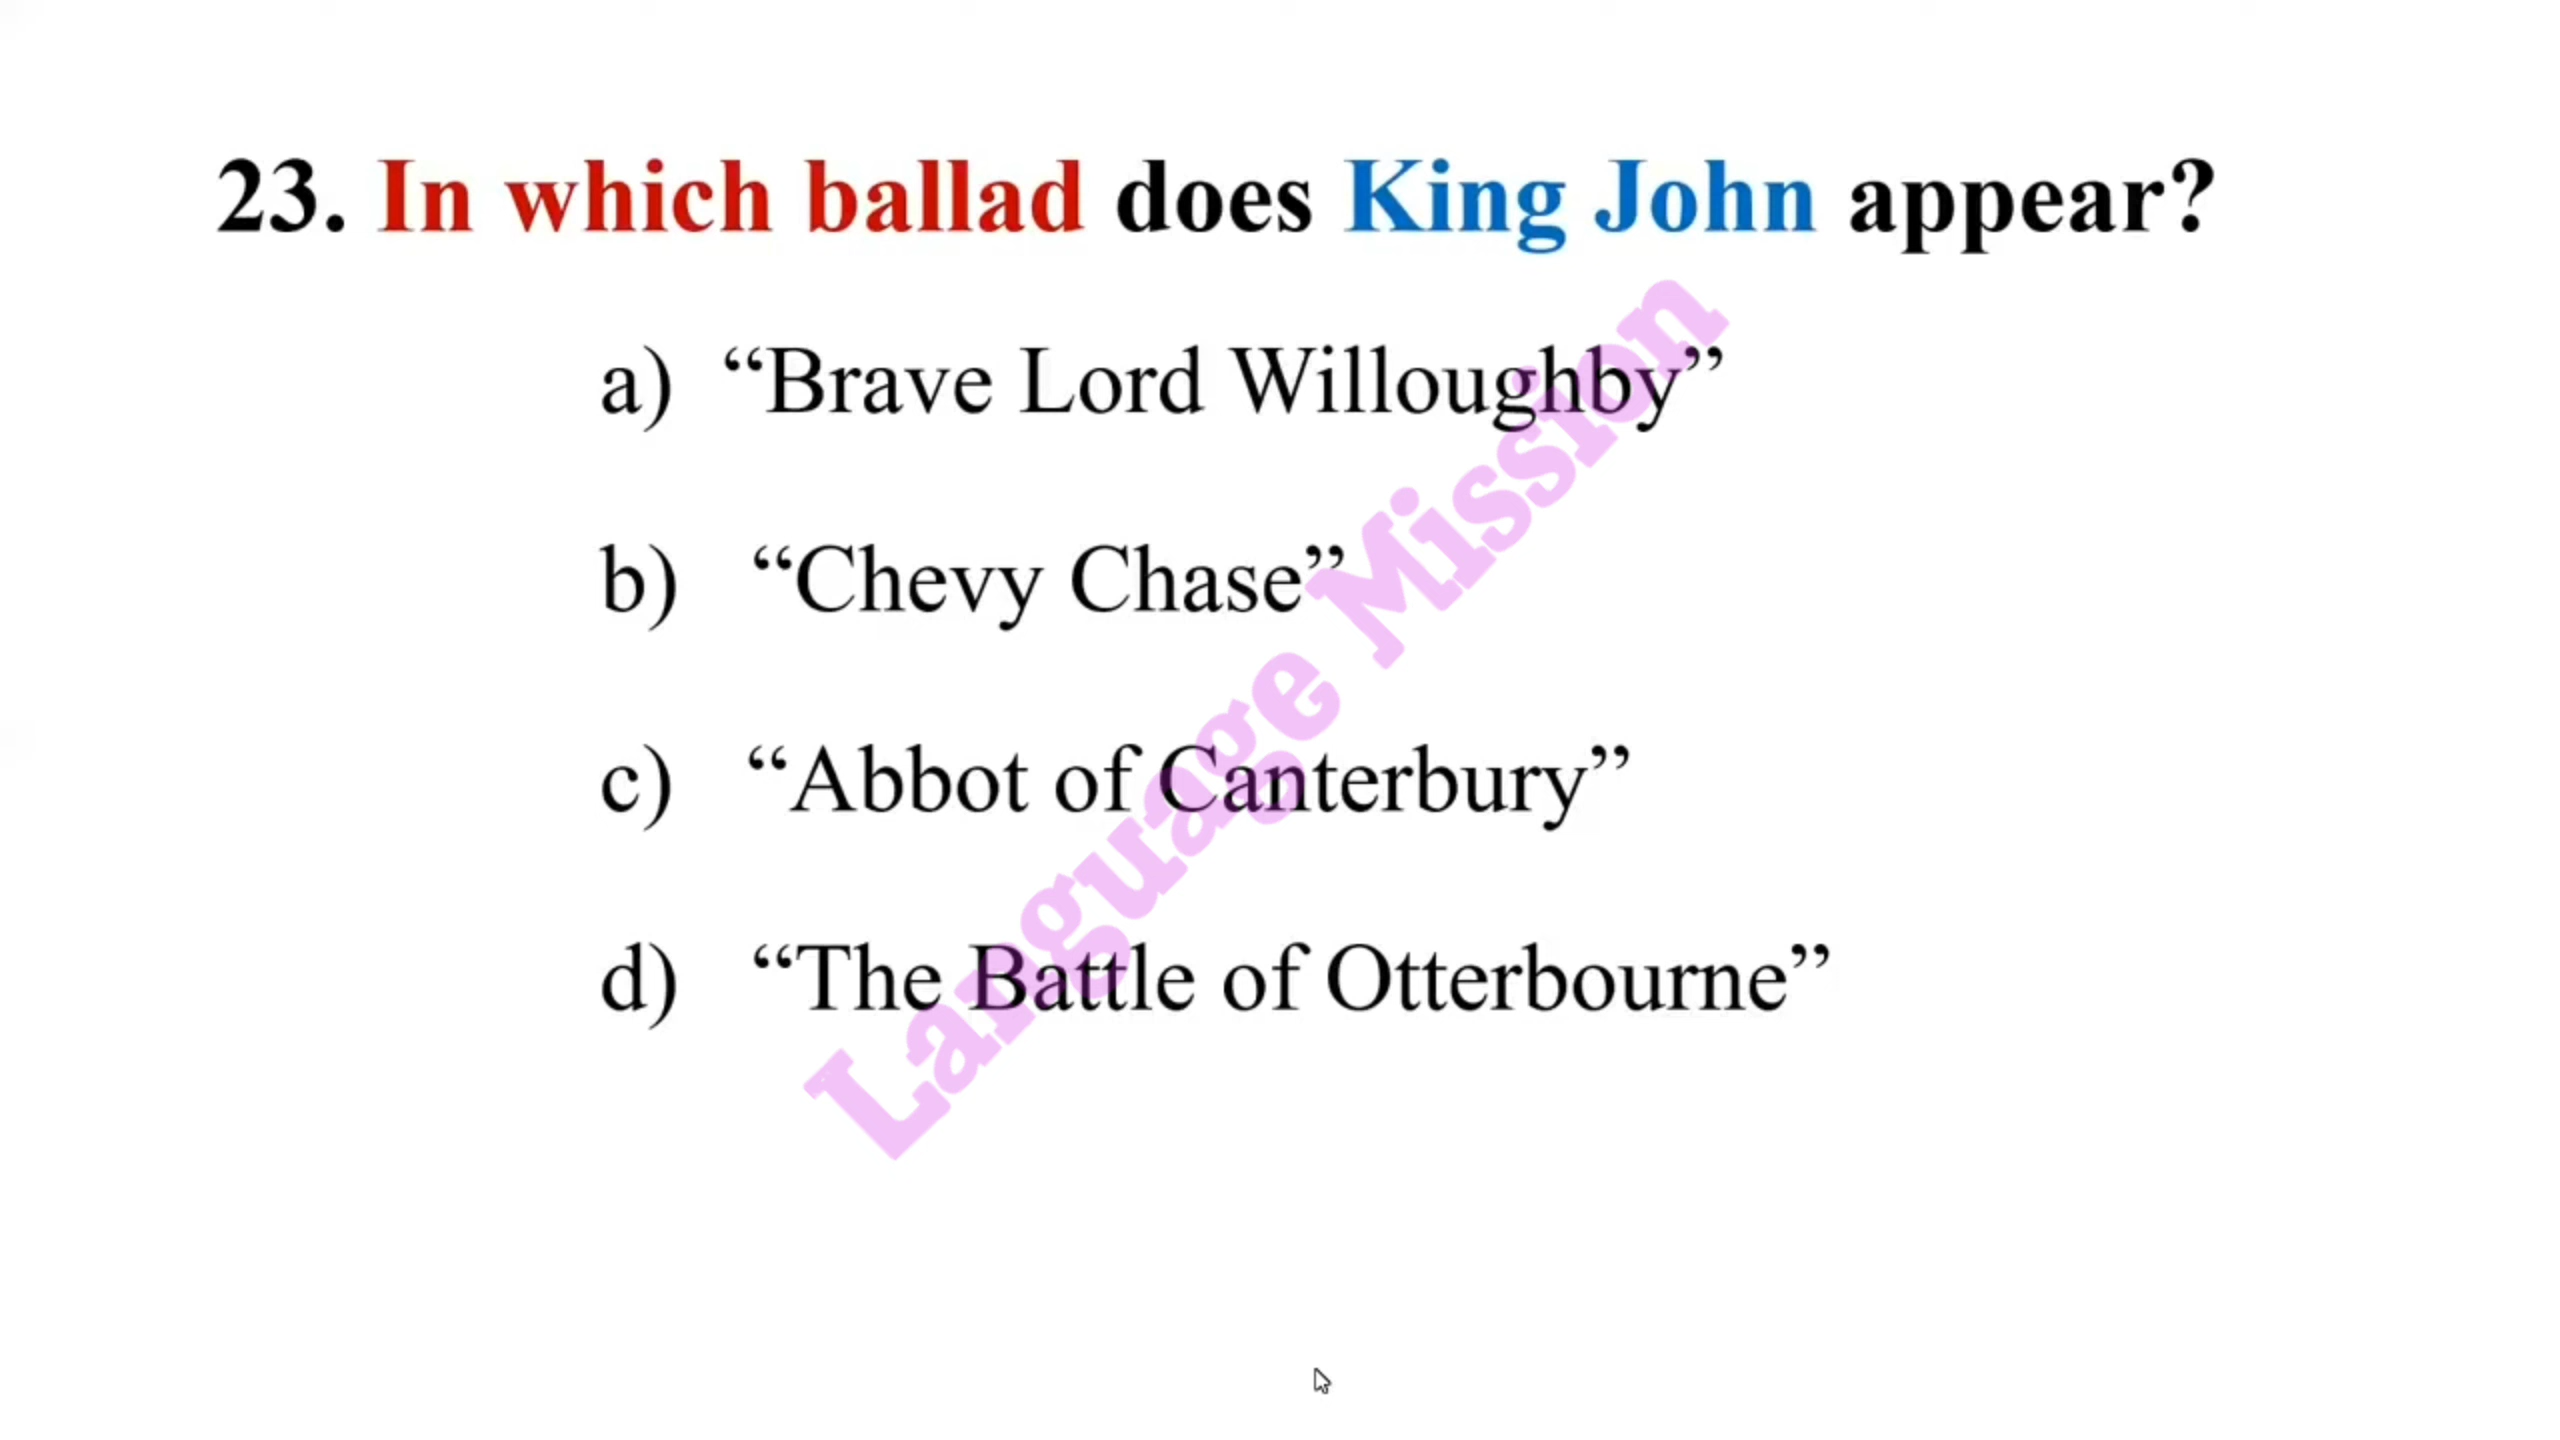 23. In which ballad does King John appear?
a) “Brave Lord Willoughby”
b) “Chevy Chase”
c) “Abbot of Canterbury”
d) “The Battle of Otterbourne”
Language Mission